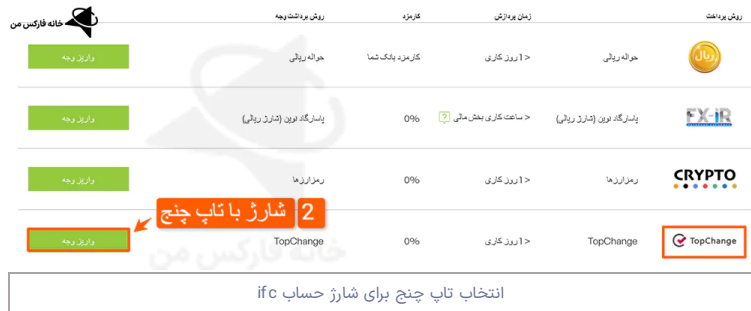 خانه فارکس من
روش پرداخت زمان پردازش کارمزد روش برداشت وجه
ریال حواله ریالی < 1 روز کاری کارمزد بانک شما حواله ریالی واریز وجه
FX-iR پاسارگاد نوین (شارژ ریالی) < ساعت کاری بخش مالی ? 0% پاسارگاد نوین (شارژ ریالی) واریز وجه
CRYPTO رمزارزها < 1 روز کاری 0% رمزارزها واریز وجه
2 شارژ با تاپ چنج
TopChange TopChange < 1 روز کاری 0% TopChange واریز وجه
خانه فارکس من
انتخاب تاپ چنج برای شارژ حساب ifc